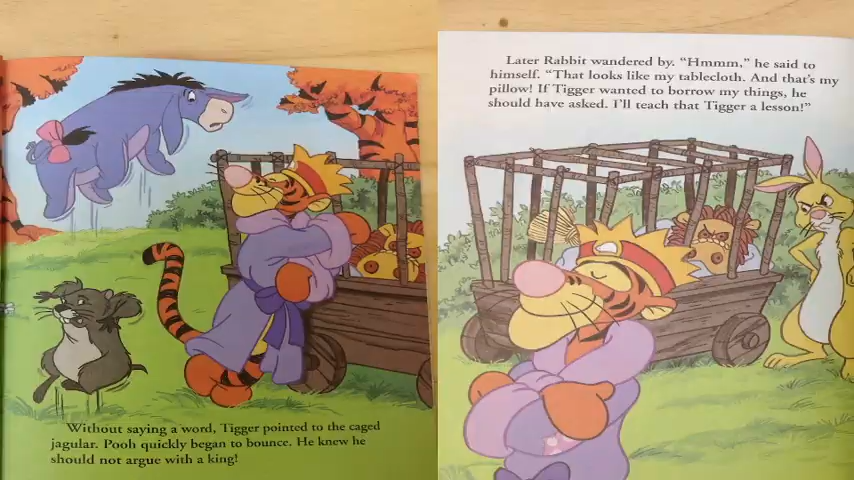 Without saying a word, Tigger pointed to the caged
jagular. Pooh quickly began to bounce. He knew he
should not argue with a king!
Later Rabbit wandered by. "Hmmm," he said to
himself. "That looks like my tablecloth. And that's my
pillow! If Tigger wanted to borrow my things, he
should have asked. I'll teach that Tigger a lesson!"